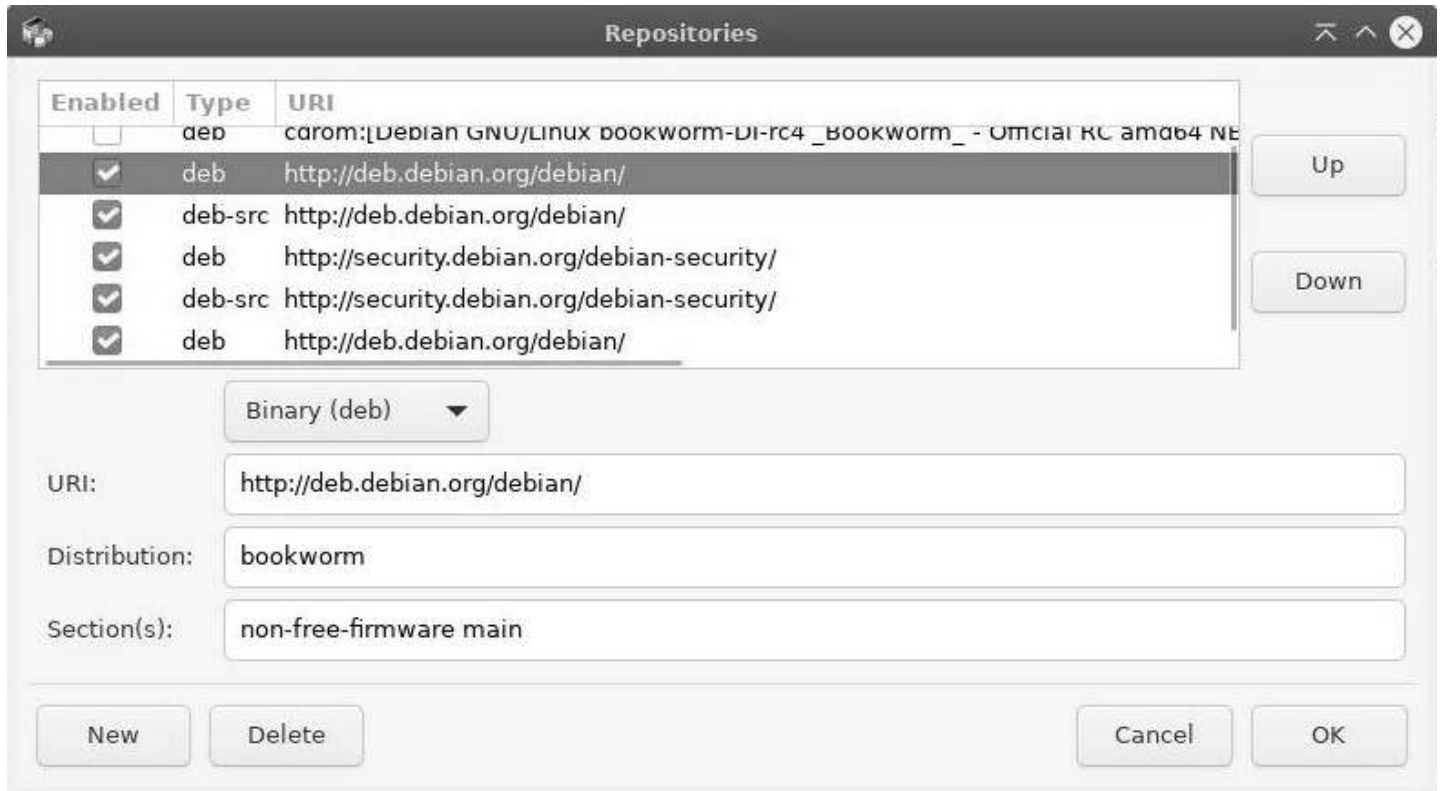 Repositories
Enabled Type URI
deb cdrom:[Debian GNU/Linux bookworm-DI-rc4 _Bookworm_ - Official RC amd64 NE
deb http://deb.debian.org/debian/
Up
deb-src http://deb.debian.org/debian/
deb http://security.debian.org/debian-security/
Down
deb-src http://security.debian.org/debian-security/
deb http://deb.debian.org/debian/
Binary (deb)
URI: http://deb.debian.org/debian/
Distribution: bookworm
Section(s): non-free-firmware main
New Delete Cancel OK